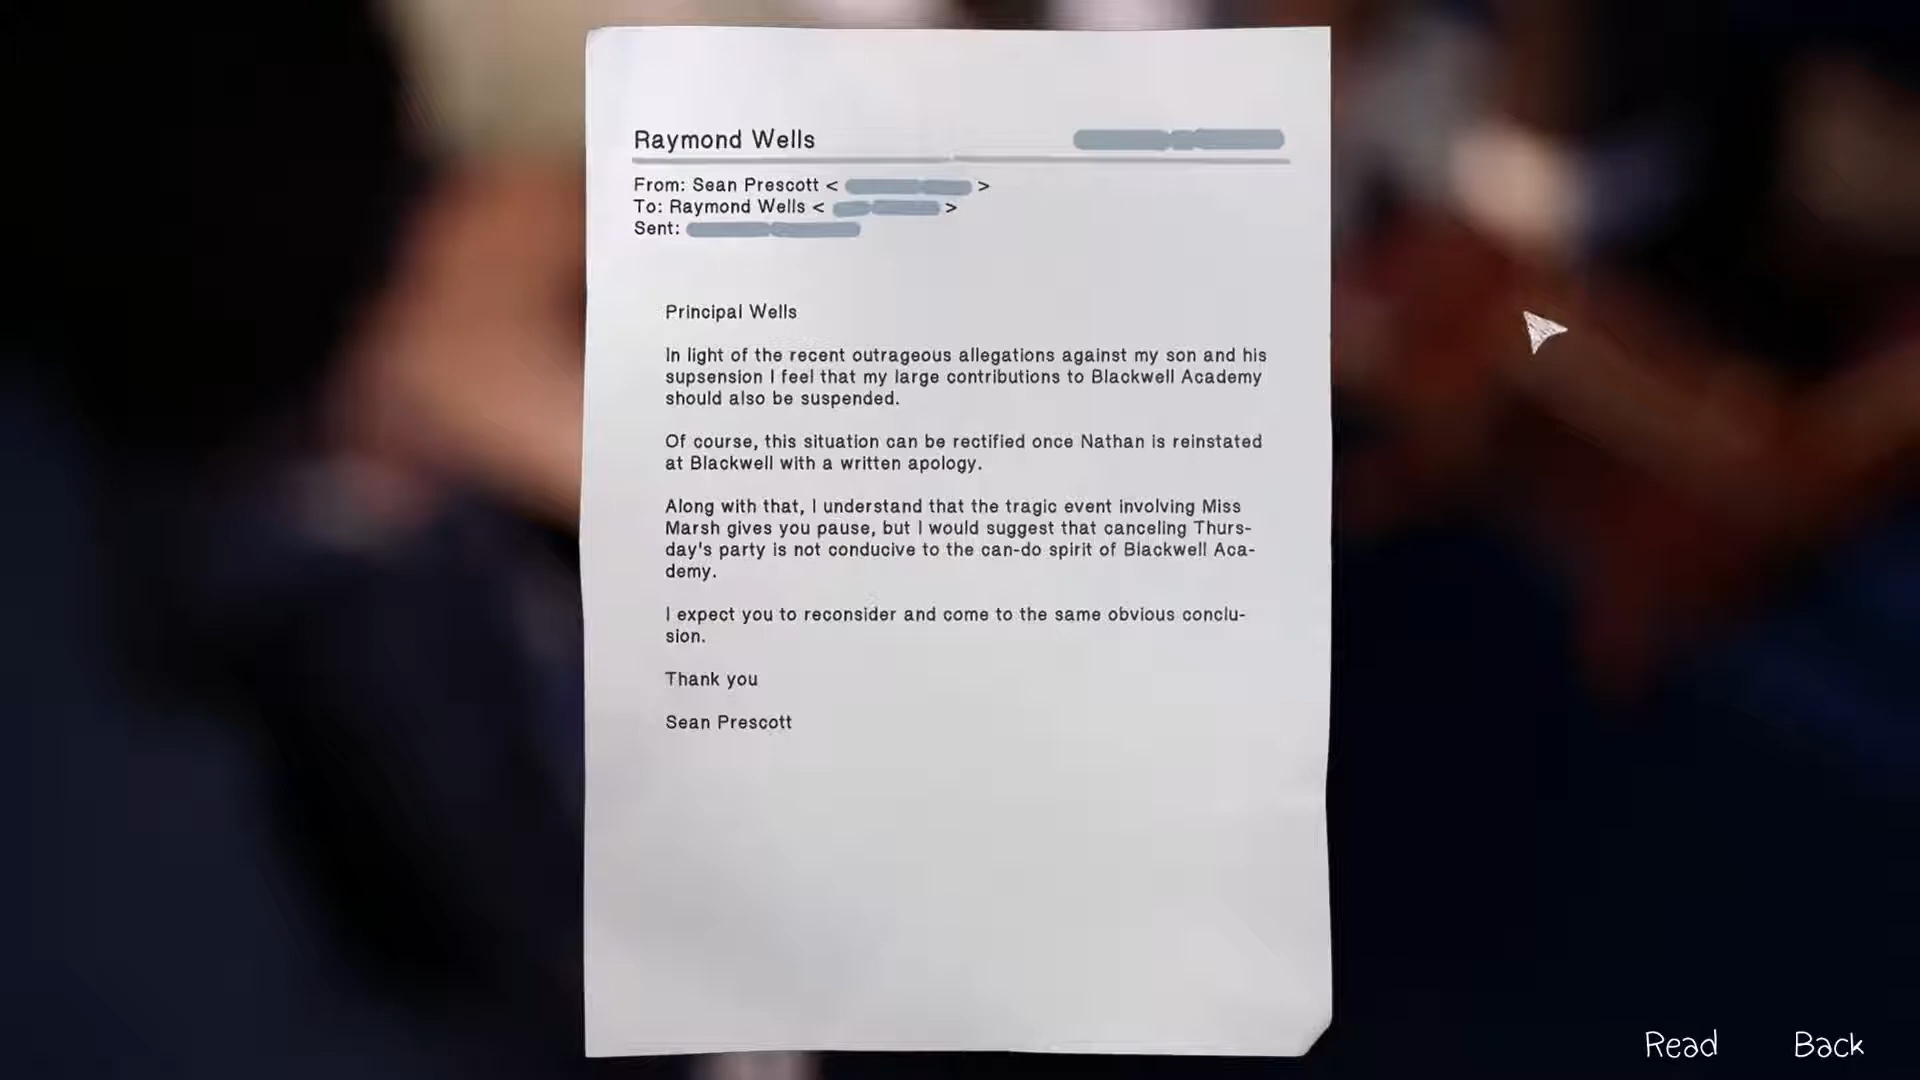 Raymond Wells
From: Sean Prescott < >
To: Raymond Wells < >
Sent:
Principal Wells
In light of the recent outrageous allegations against my son and his
supsension I feel that my large contributions to Blackwell Academy
should also be suspended.
Of course, this situation can be rectified once Nathan is reinstated
at Blackwell with a written apology.
Along with that, I understand that the tragic event involving Miss
Marsh gives you pause, but I would suggest that canceling Thurs-
day's party is not conducive to the can-do spirit of Blackwell Aca-
demy.
I expect you to reconsider and come to the same obvious conclu-
sion.
Thank you
Sean Prescott
Read Back